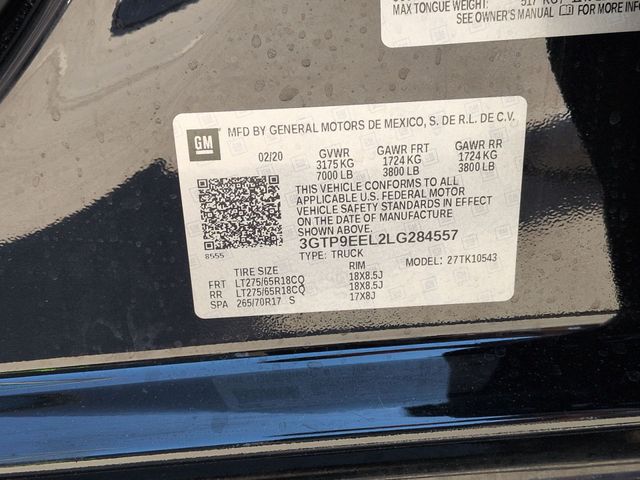 MAX TONGUE WEIGHT:
SEE OWNER'S MANUAL FOR MORE INFO
GM
MFD BY GENERAL MOTORS DE MEXICO, S. DE R.L. DE C.V.
02/20 GVWR GAWR FRT GAWR RR
3175 KG 1724 KG 1724 KG
7000 LB 3800 LB 3800 LB
THIS VEHICLE CONFORMS TO ALL
APPLICABLE U.S. FEDERAL MOTOR
VEHICLE SAFETY STANDARDS IN EFFECT
ON THE DATE OF MANUFACTURE
SHOWN ABOVE.
3GTP9EEL2LG284557
8555 TYPE: TRUCK MODEL: 27TK10543
TIRE SIZE RIM
FRT LT275/65R18CQ 18X8.5J
RR LT275/65R18CQ 18X8.5J
SPA 265/70R17 S 17X8J